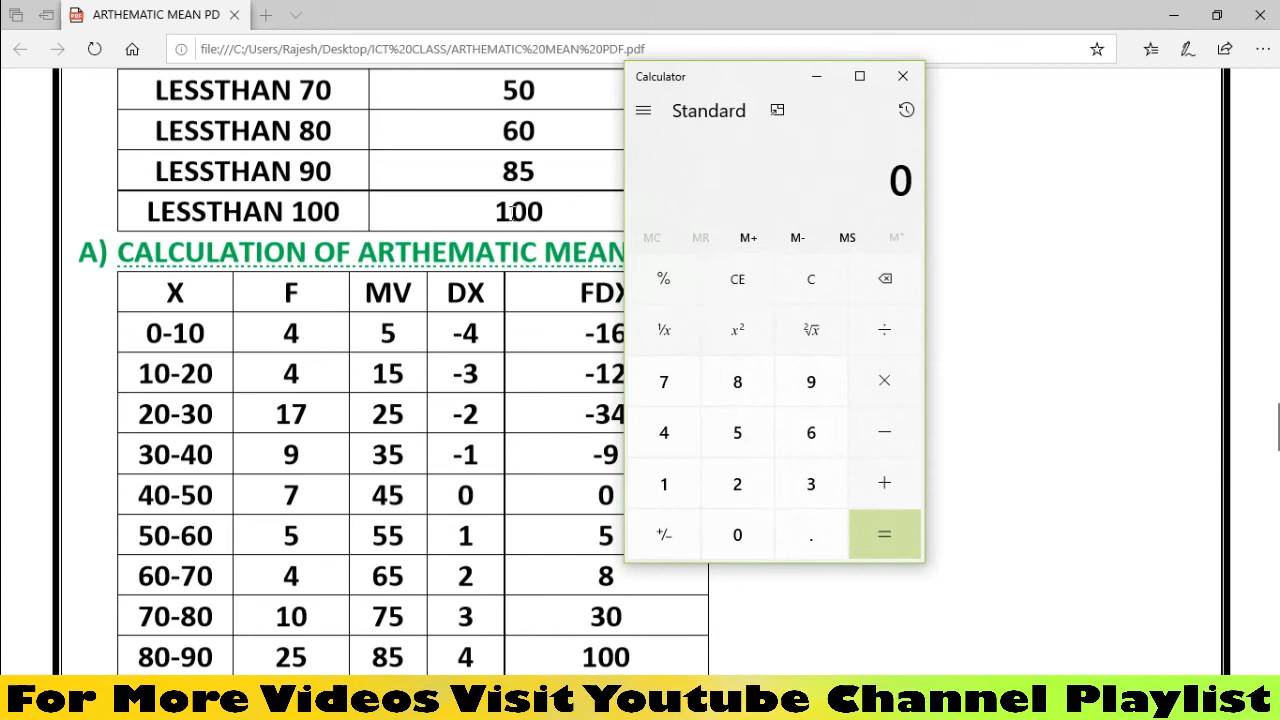 ARTHEMATIC MEAN PD
file:///C:/Users/Rajesh/Desktop/ICT%20CLASS/ARTHEMATIC%20MEAN%20PDF.pdf
LESSTHAN 70 50
LESSTHAN 80 60
LESSTHAN 90 85
LESSTHAN 100 100
A) CALCULATION OF ARTHEMATIC MEAN
X F MV DX FDX
0-10 4 5 -4 -16
10-20 4 15 -3 -12
20-30 17 25 -2 -34
30-40 9 35 -1 -9
40-50 7 45 0 0
50-60 5 55 1 5
60-70 4 65 2 8
70-80 10 75 3 30
80-90 25 85 4 100
Calculator
Standard
0
MC MR M+ M- MS M˅
% CE C
¹/x x² ²√x ÷
7 8 9 ×
4 5 6 −
1 2 3 +
+/− 0 . =
For More Videos Visit Youtube Channel Playlist